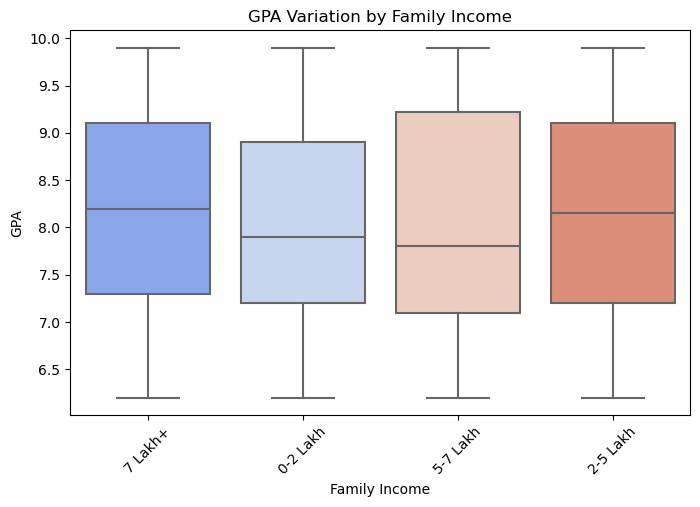 GPA Variation by Family Income
10.0
9.5
9.0
8.5
8.0
7.5
7.0
6.5
GPA
7 Lakh+
0-2 Lakh
5-7 Lakh
2-5 Lakh
Family Income